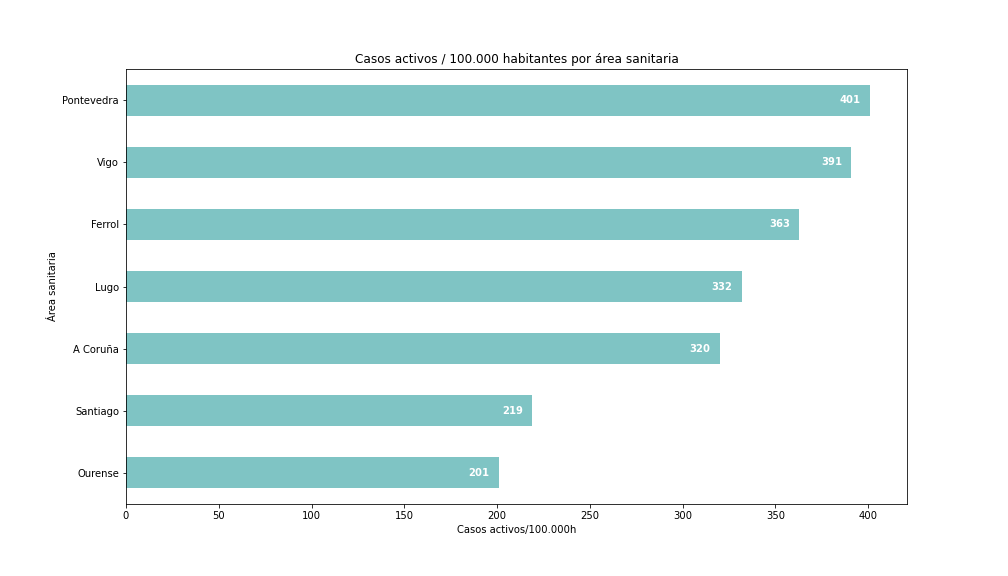 Casos activos / 100.000 habitantes por área sanitaria
Pontevedra
401
Vigo
391
Ferrol
363
Lugo
332
A Coruña
320
Santiago
219
Ourense
201
Área sanitaria
0 50 100 150 200 250 300 350 400
Casos activos/100.000h